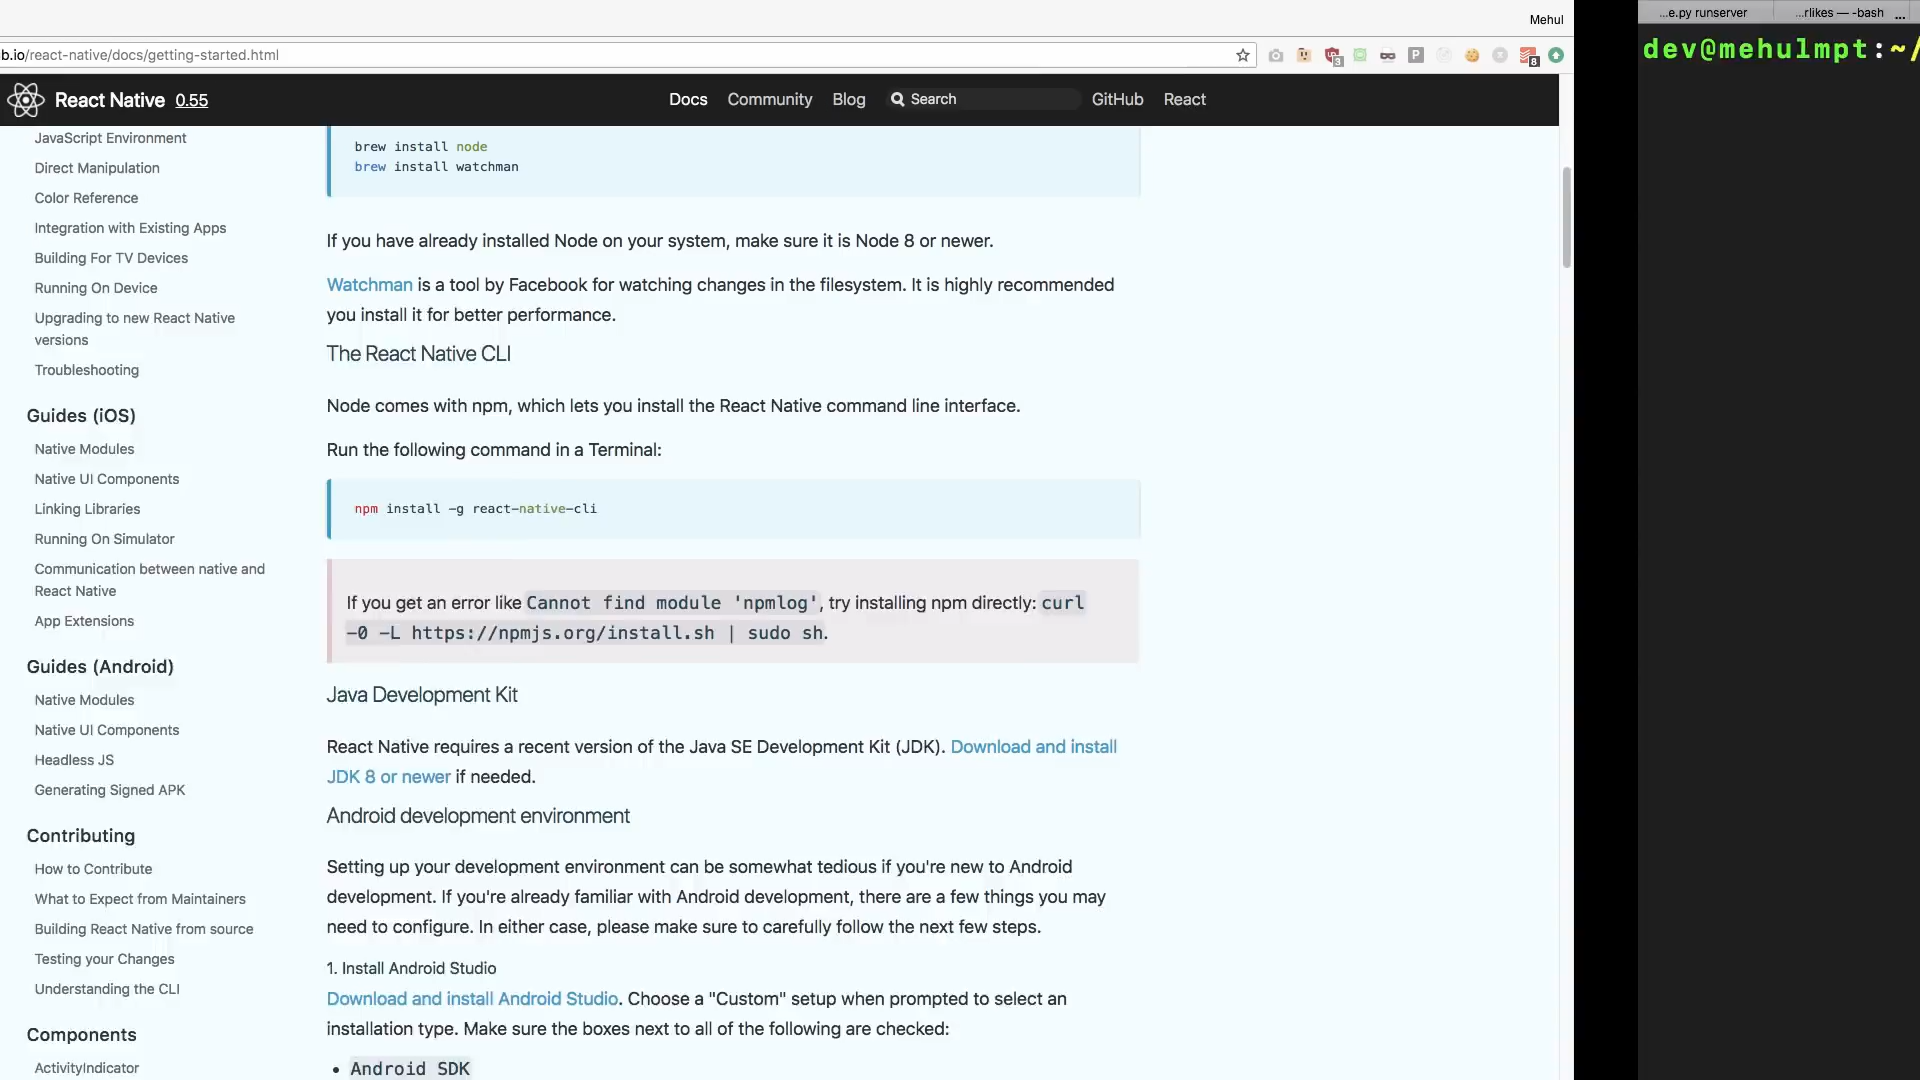 Mehul
b.io/react-native/docs/getting-started.html
3
P
8
...e.py runserver
...rlikes — -bash
...
dev@mehulmpt:~/
React Native 0.55
Docs
Community
Blog
Search
GitHub
React
JavaScript Environment
Direct Manipulation
Color Reference
Integration with Existing Apps
Building For TV Devices
Running On Device
Upgrading to new React Native
versions
Troubleshooting
Guides (iOS)
Native Modules
Native UI Components
Linking Libraries
Running On Simulator
Communication between native and
React Native
App Extensions
Guides (Android)
Native Modules
Native UI Components
Headless JS
Generating Signed APK
Contributing
How to Contribute
What to Expect from Maintainers
Building React Native from source
Testing your Changes
Understanding the CLI
Components
ActivityIndicator
brew install node
brew install watchman
If you have already installed Node on your system, make sure it is Node 8 or newer.
Watchman is a tool by Facebook for watching changes in the filesystem. It is highly recommended
you install it for better performance.
The React Native CLI
Node comes with npm, which lets you install the React Native command line interface.
Run the following command in a Terminal:
npm install -g react-native-cli
If you get an error like Cannot find module 'npmlog', try installing npm directly: curl
-0 -L https://npmjs.org/install.sh | sudo sh.
Java Development Kit
React Native requires a recent version of the Java SE Development Kit (JDK). Download and install
JDK 8 or newer if needed.
Android development environment
Setting up your development environment can be somewhat tedious if you're new to Android
development. If you're already familiar with Android development, there are a few things you may
need to configure. In either case, please make sure to carefully follow the next few steps.
1. Install Android Studio
Download and install Android Studio. Choose a "Custom" setup when prompted to select an
installation type. Make sure the boxes next to all of the following are checked:
• Android SDK